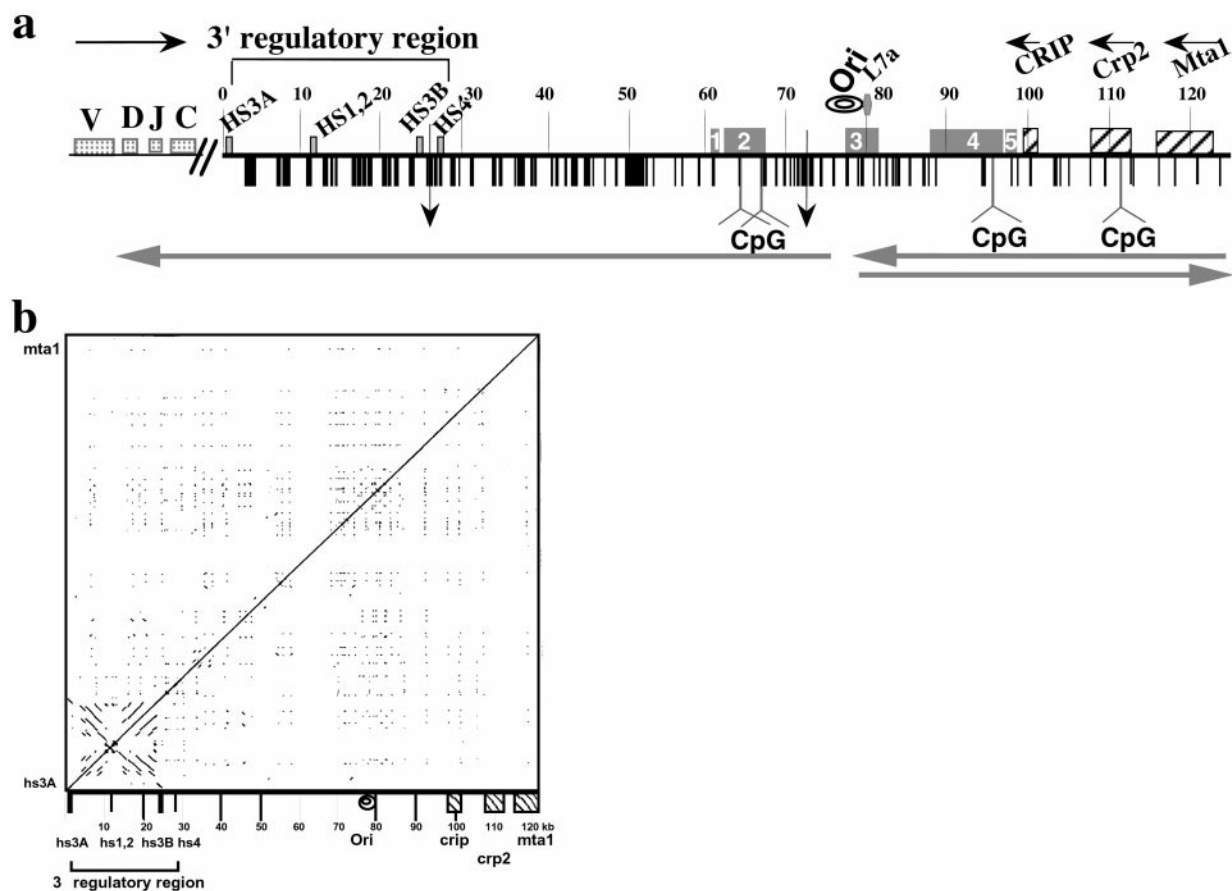 a
3' regulatory region
Ori
L7a
CRIP
Crp2
Mta1
V D J C
0 10 20 30 40 50 60 70 80 90 100 110 120
HS3A
HS1,2
HS3B
HS4
1 2 3 4 5
CpG CpG CpG
b
mta1
hs3A
10 20 30 40 50 60 70 80 90 100 110 120 kb
hs3A hs1,2 hs3B hs4 Ori crip mta1
crp2
3 regulatory region